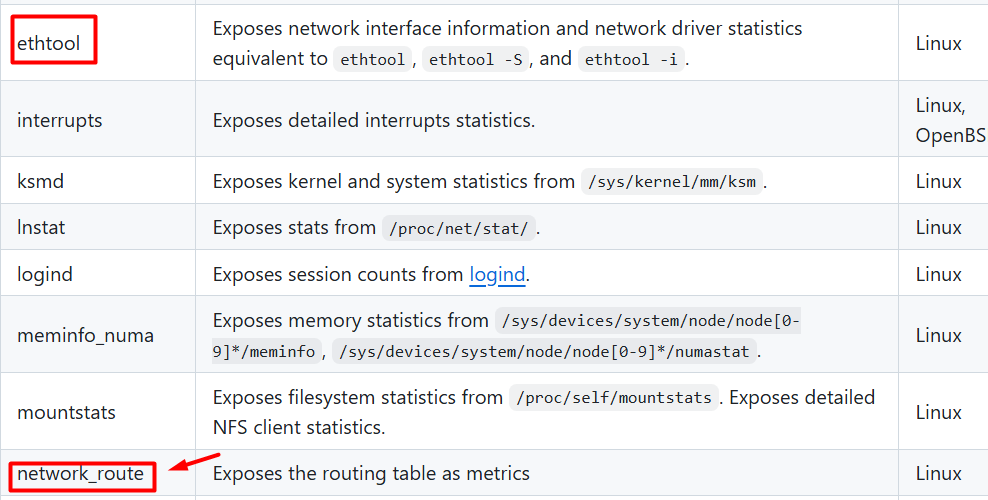 Exposes network interface information and network driver statistics
ethtool equivalent to ethtool, ethtool -S, and ethtool -i. Linux
Linux,
interrupts Exposes detailed interrupts statistics.
OpenBS
ksmd Exposes kernel and system statistics from /sys/kernel/mm/ksm. Linux
lnstat Exposes stats from /proc/net/stat/. Linux
logind Exposes session counts from logind. Linux
Exposes memory statistics from /sys/devices/system/node/node[0-
meminfo_numa 9]*/meminfo, /sys/devices/system/node/node[0-9]*/numastat. Linux
Exposes filesystem statistics from /proc/self/mountstats. Exposes detailed
mountstats NFS client statistics. Linux
network_route Exposes the routing table as metrics Linux